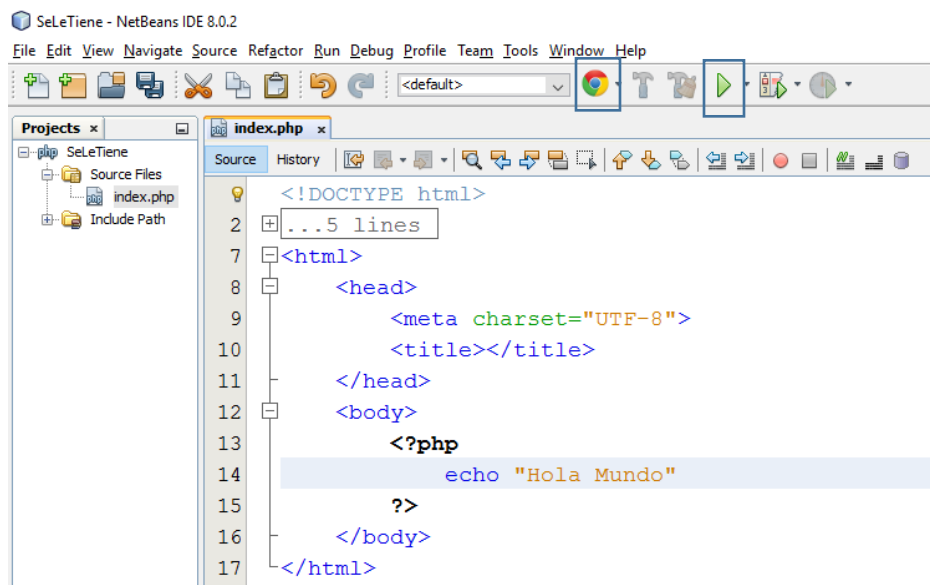 SeLeTiene - NetBeans IDE 8.0.2
File Edit View Navigate Source Refactor Run Debug Profile Team Tools Window Help
<default>
Projects x
index.php x
SeLeTiene
Source Files
index.php
Include Path
Source History
<!DOCTYPE html>
2 ...5 lines
7 <html>
8 <head>
9 <meta charset="UTF-8">
10 <title></title>
11 </head>
12 <body>
13 <?php
14 echo "Hola Mundo"
15 ?>
16 </body>
17 </html>